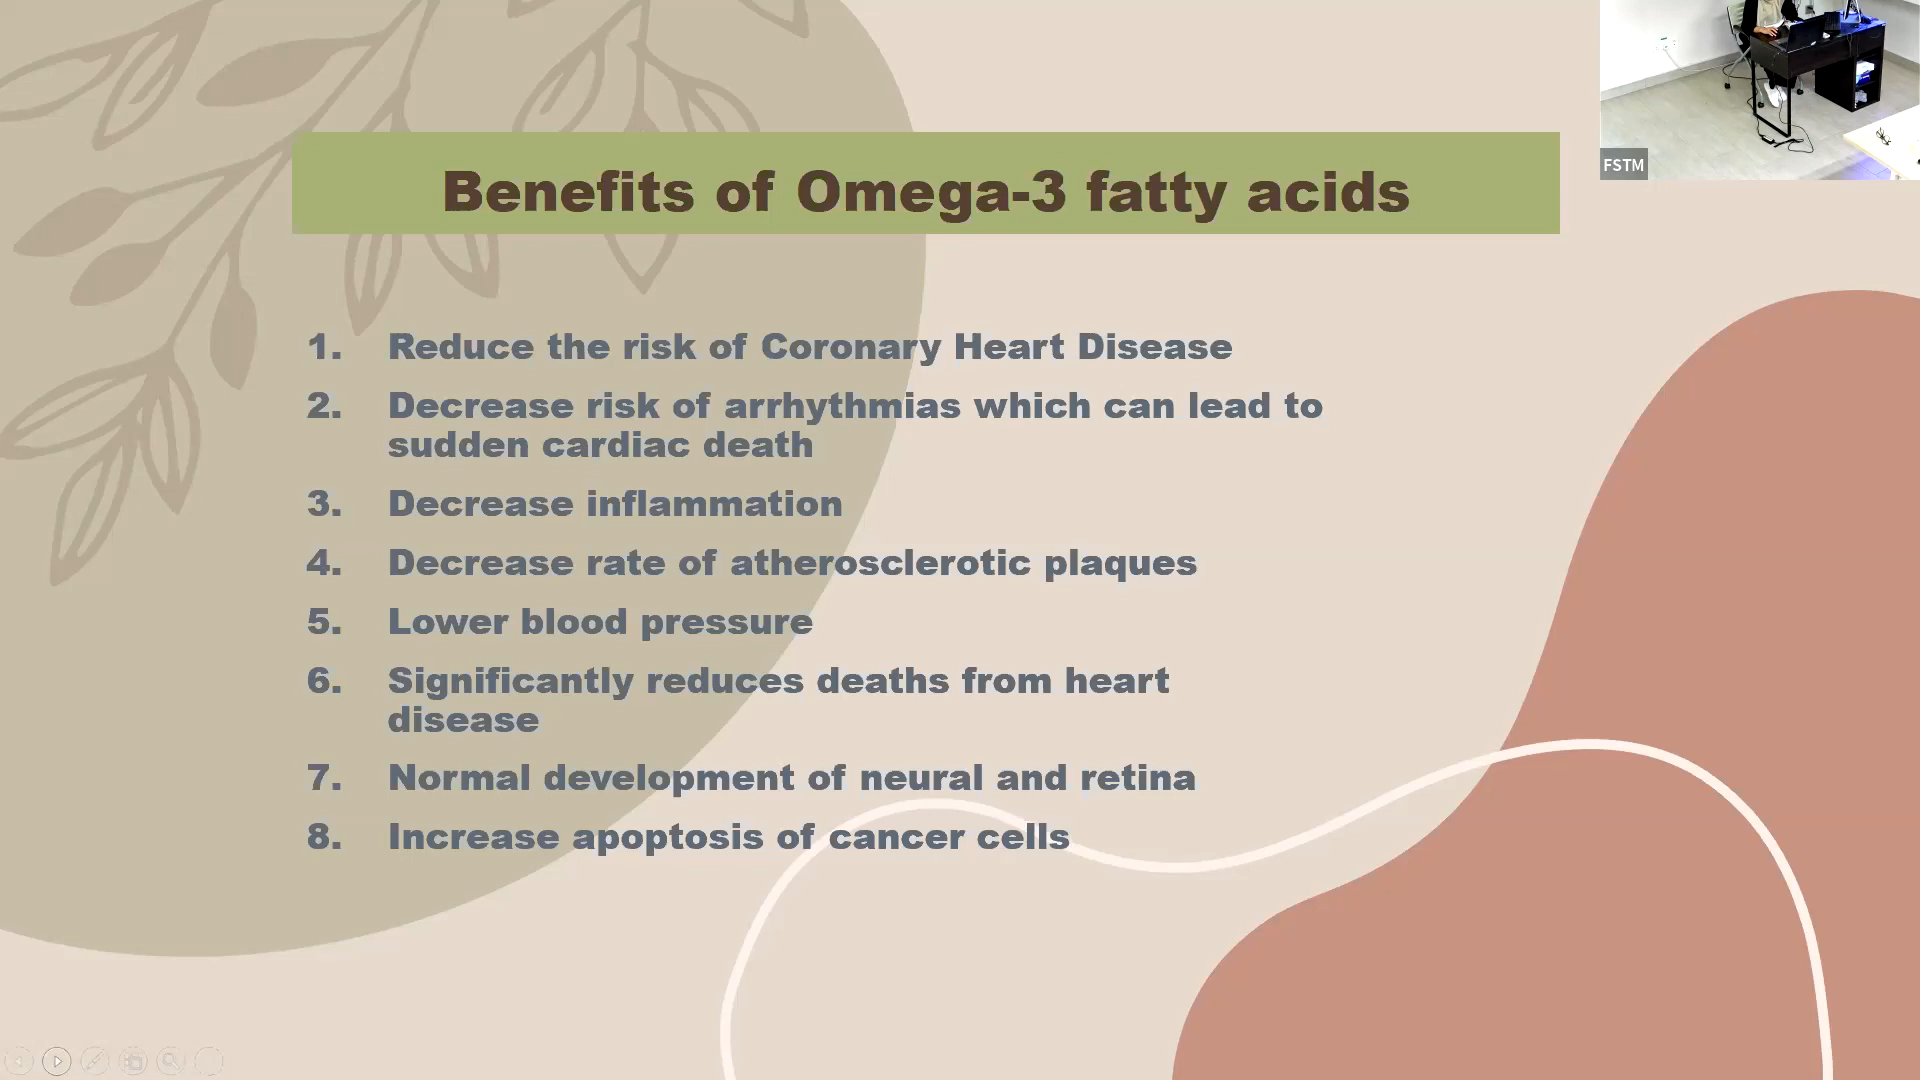 Benefits of Omega-3 fatty acids
FSTM
1. Reduce the risk of Coronary Heart Disease
2. Decrease risk of arrhythmias which can lead to
sudden cardiac death
3. Decrease inflammation
4. Decrease rate of atherosclerotic plaques
5. Lower blood pressure
6. Significantly reduces deaths from heart
disease
7. Normal development of neural and retina
8. Increase apoptosis of cancer cells